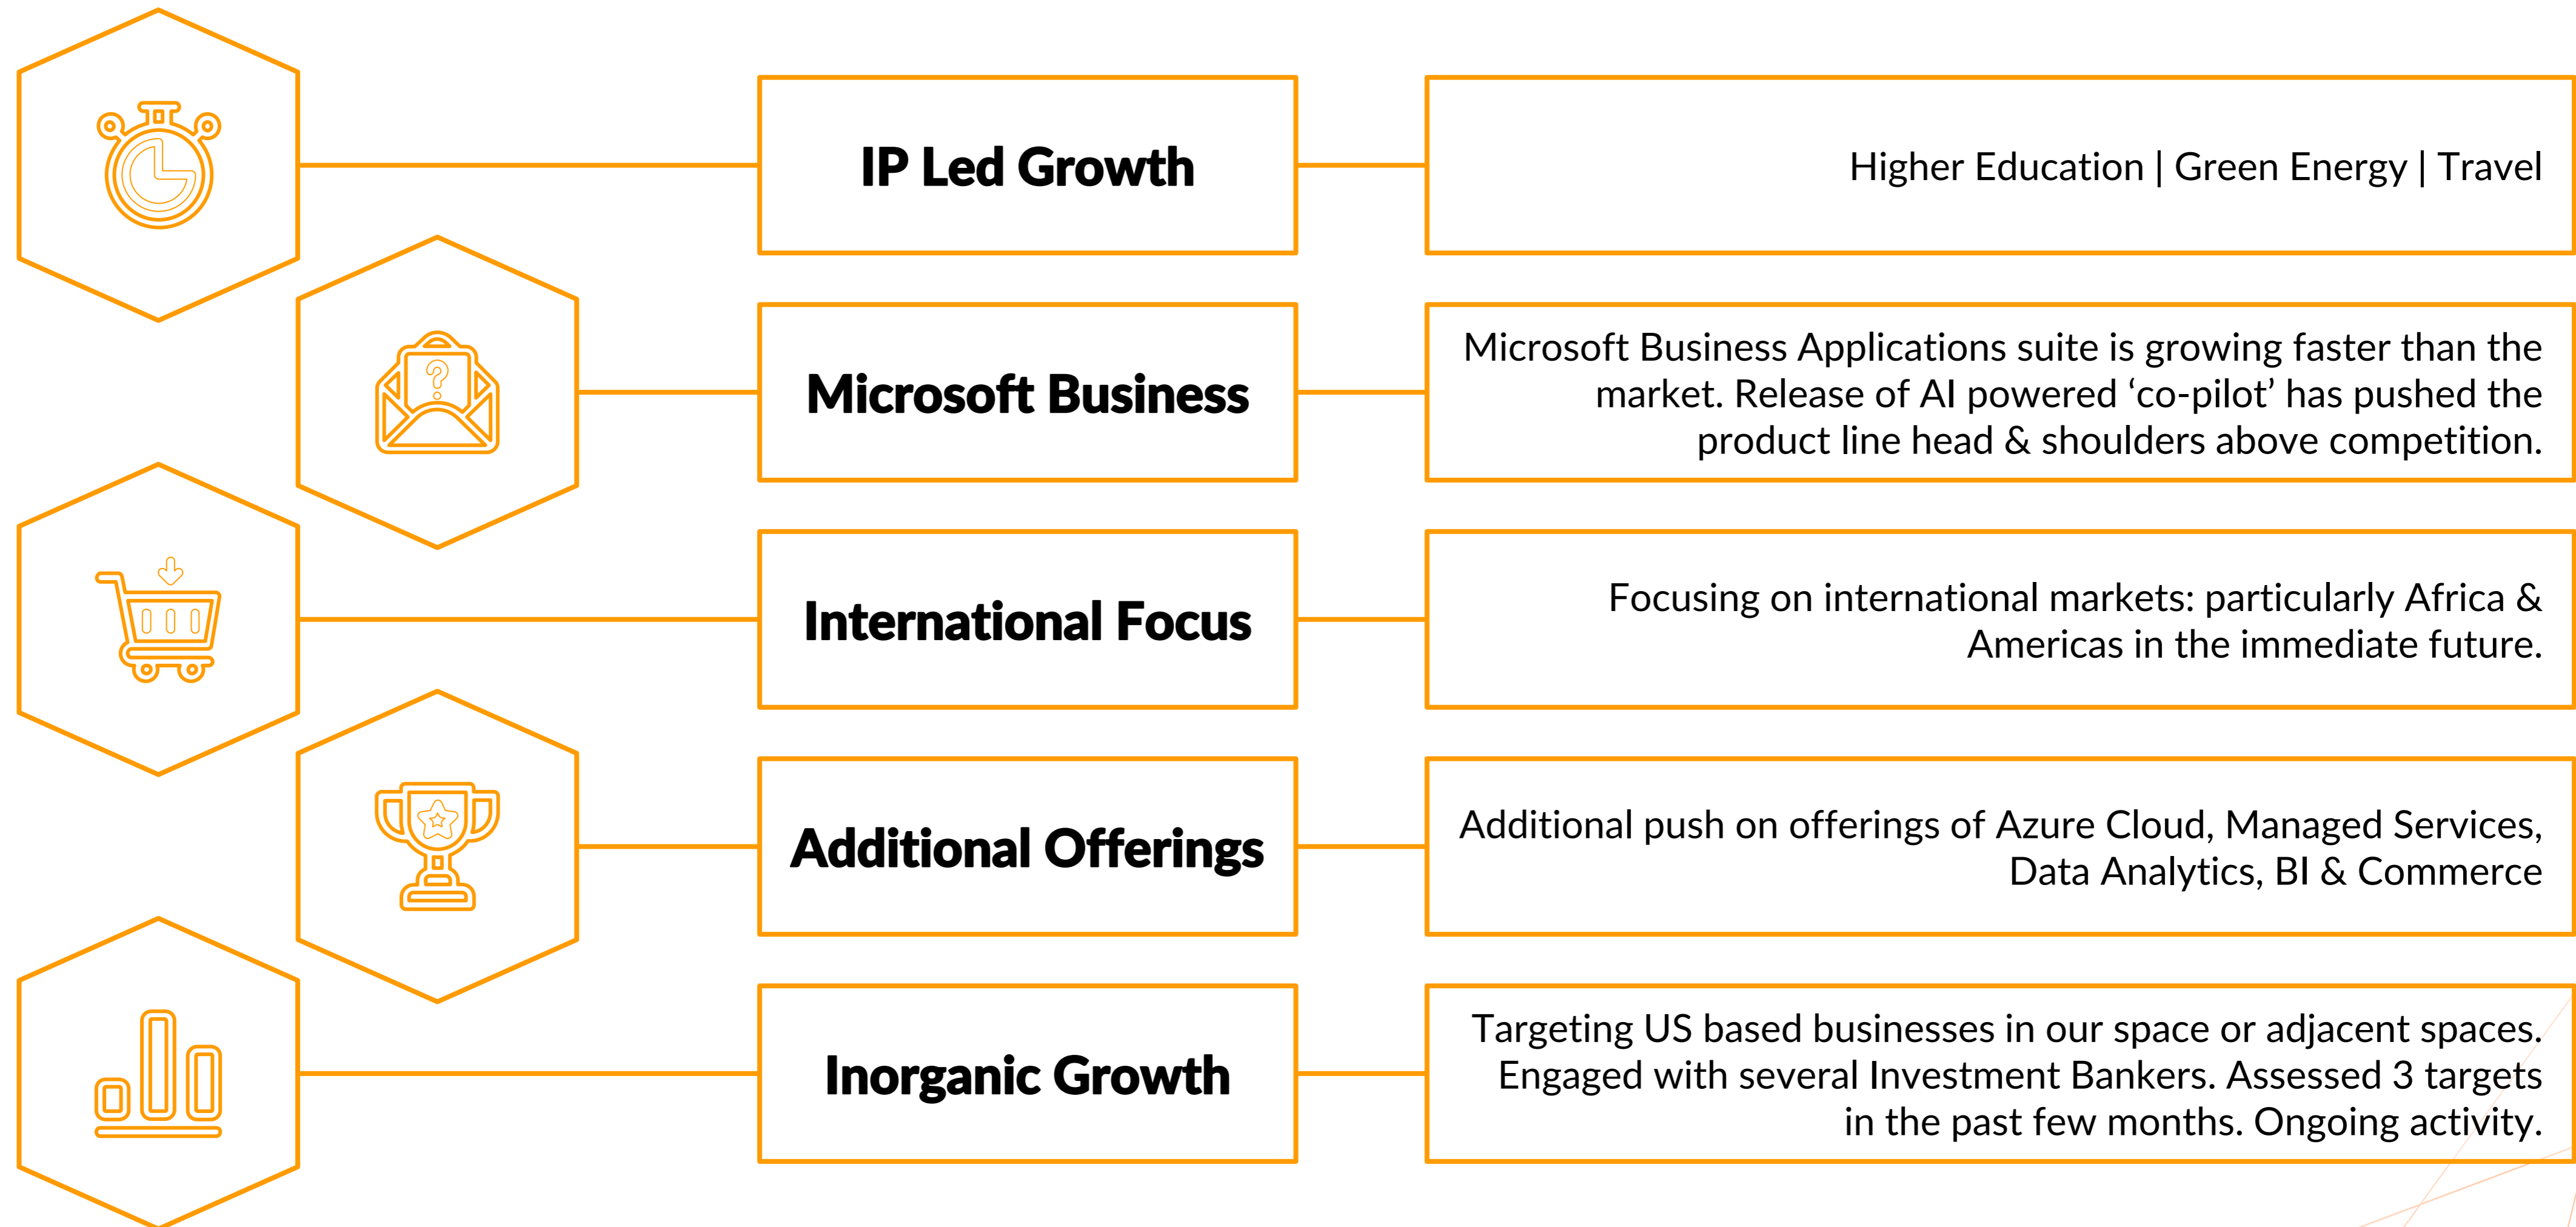 IP Led Growth
Higher Education | Green Energy | Travel
?
Microsoft Business
Microsoft Business Applications suite is growing faster than the
market. Release of AI powered ‘co-pilot’ has pushed the
product line head & shoulders above competition.
International Focus
Focusing on international markets: particularly Africa &
Americas in the immediate future.
Additional Offerings
Additional push on offerings of Azure Cloud, Managed Services,
Data Analytics, BI & Commerce
Inorganic Growth
Targeting US based businesses in our space or adjacent spaces.
Engaged with several Investment Bankers. Assessed 3 targets
in the past few months. Ongoing activity.